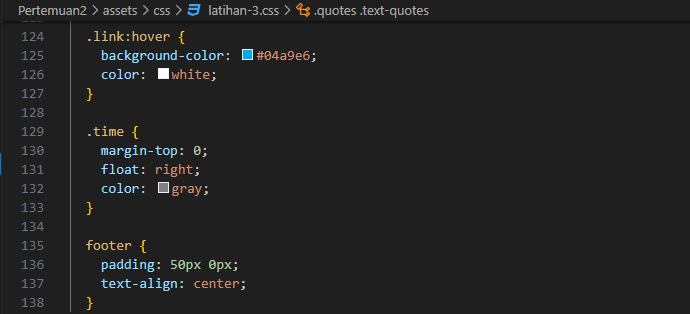 Pertemuan2 > assets > css > latihan-3.css > .quotes .text-quotes
124 .link:hover {
125 background-color: #04a9e6;
126 color: white;
127 }
128
129 .time {
130 margin-top: 0;
131 float: right;
132 color: gray;
133 }
134
135 footer {
136 padding: 50px 0px;
137 text-align: center;
138 }